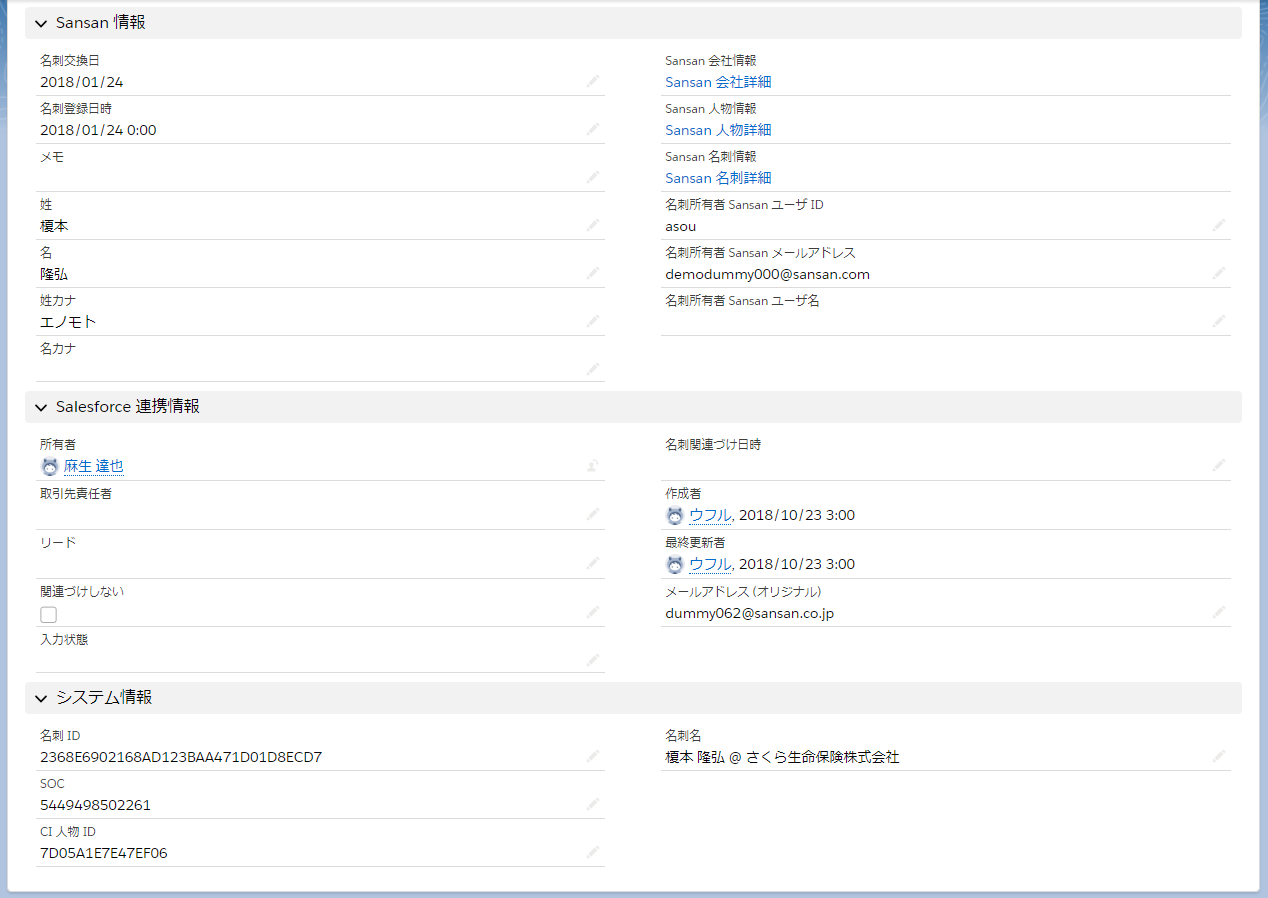 Sansan 情報
名刺交換日
2018/01/24
名刺登録日時
2018/01/24 0:00
メモ
姓
榎本
名
隆弘
姓カナ
エノモト
名カナ
Sansan 会社情報
Sansan 会社詳細
Sansan 人物情報
Sansan 人物詳細
Sansan 名刺情報
Sansan 名刺詳細
名刺所有者 Sansan ユーザ ID
asou
名刺所有者 Sansan メールアドレス
demodummy000@sansan.com
名刺所有者 Sansan ユーザ名
Salesforce 連携情報
所有者
麻生 達也
取引先責任者
リード
関連づけしない
入力状態
名刺関連づけ日時
作成者
ウフル, 2018/10/23 3:00
最終更新者
ウフル, 2018/10/23 3:00
メールアドレス (オリジナル)
dummy062@sansan.co.jp
システム情報
名刺 ID
2368E6902168AD123BAA471D01D8ECD7
SOC
5449498502261
CI 人物 ID
7D05A1E7E47EF06
名刺名
榎本 隆弘 @ さくら生命保険株式会社